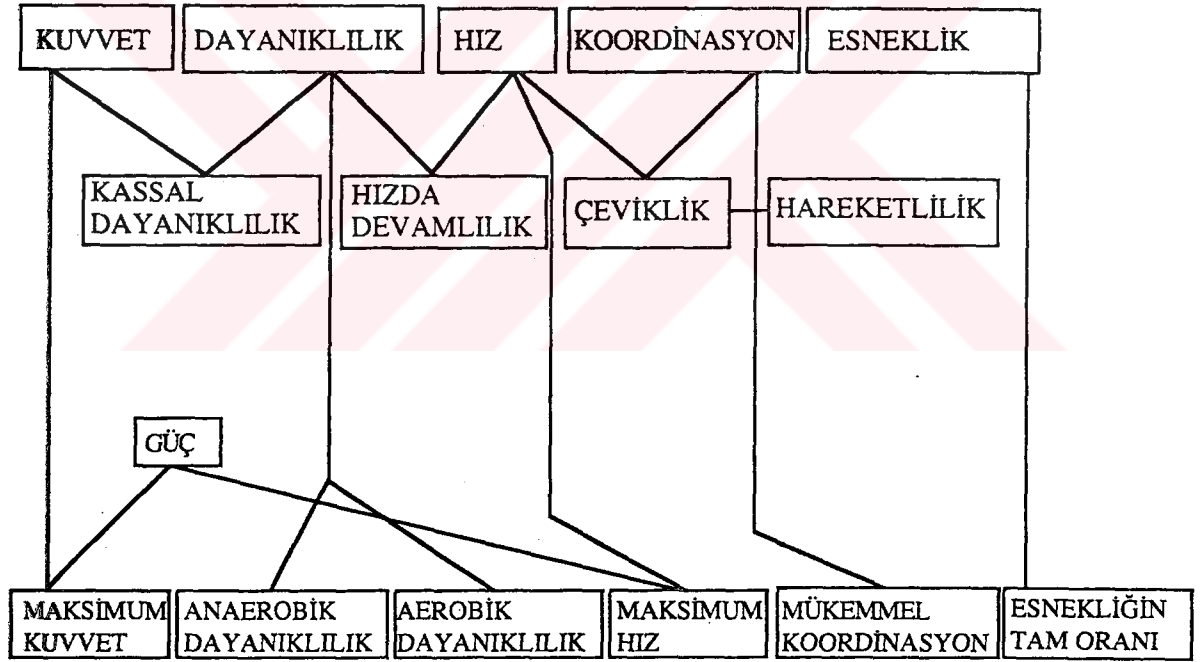 KUVVET
DAYANIKLILIK
HIZ
KOORDİNASYON
ESNEKLİK
KASSAL
DAYANIKLILIK
HIZDA
DEVAMLILIK
ÇEVİKLİK
HAREKETLİLİK
GÜÇ
MAKSİMUM
KUVVET
ANAEROBİK
DAYANIKLILIK
AEROBİK
DAYANIKLILIK
MAKSİMUM
HIZ
MÜKEMMEL
KOORDİNASYON
ESNEKLİĞİN
TAM ORANI